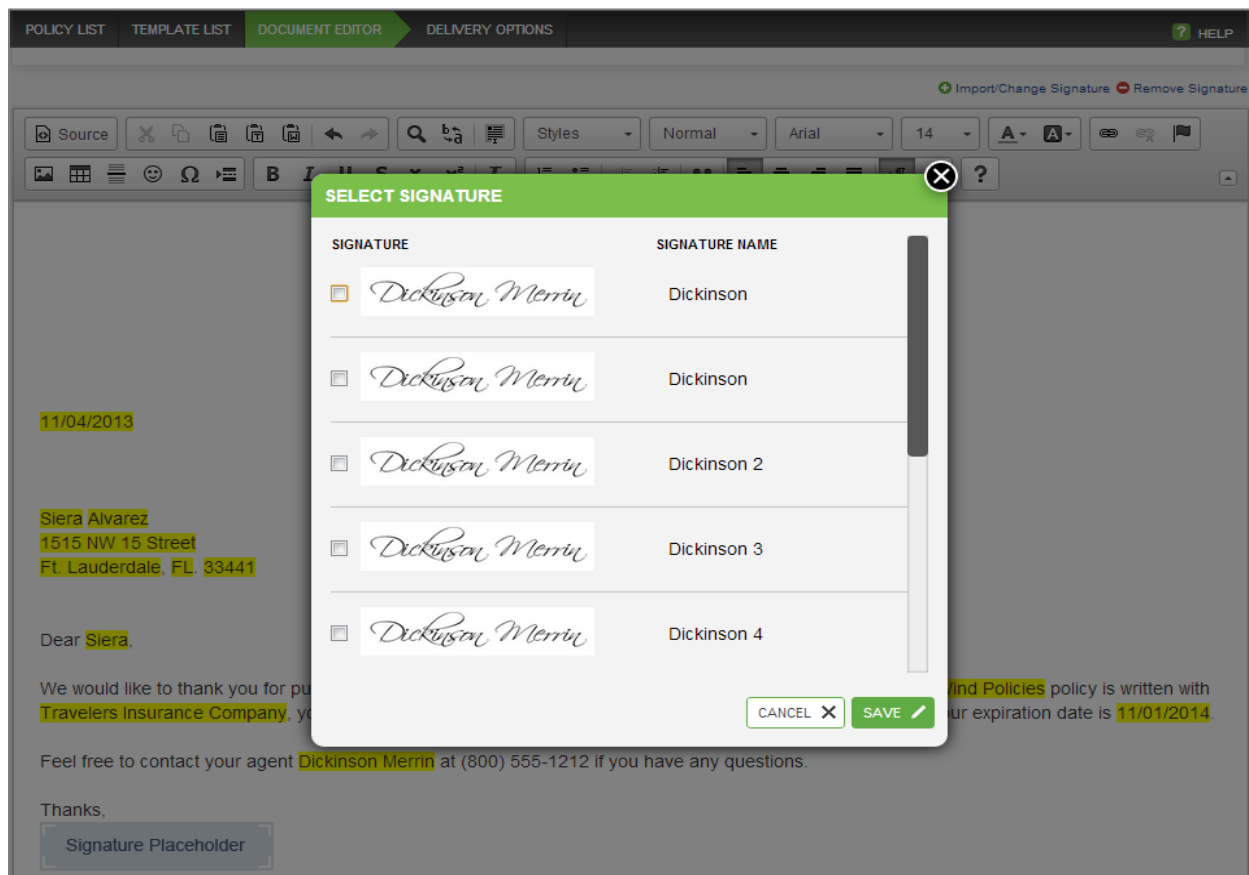 POLICY LIST TEMPLATE LIST DOCUMENT EDITOR DELIVERY OPTIONS ? HELP
Import/Change Signature Remove Signature
Source Styles Normal Arial 14 A A
Ω B I U S ?
SELECT SIGNATURE
SIGNATURE SIGNATURE NAME
Dickinson Merrin Dickinson
Dickinson Merrin Dickinson
Dickinson Merrin Dickinson 2
Dickinson Merrin Dickinson 3
Dickinson Merrin Dickinson 4
CANCEL SAVE
11/04/2013
Siera Alvarez
1515 NW 15 Street
Ft. Lauderdale, FL. 33441
Dear Siera,
We would like to thank you for Policies policy is written with
Travelers Insurance Company, expiration date is 11/01/2014.
Feel free to contact your agent Dickinson Merrin at (800) 555-1212 if you have any questions.
Thanks,
Signature Placeholder